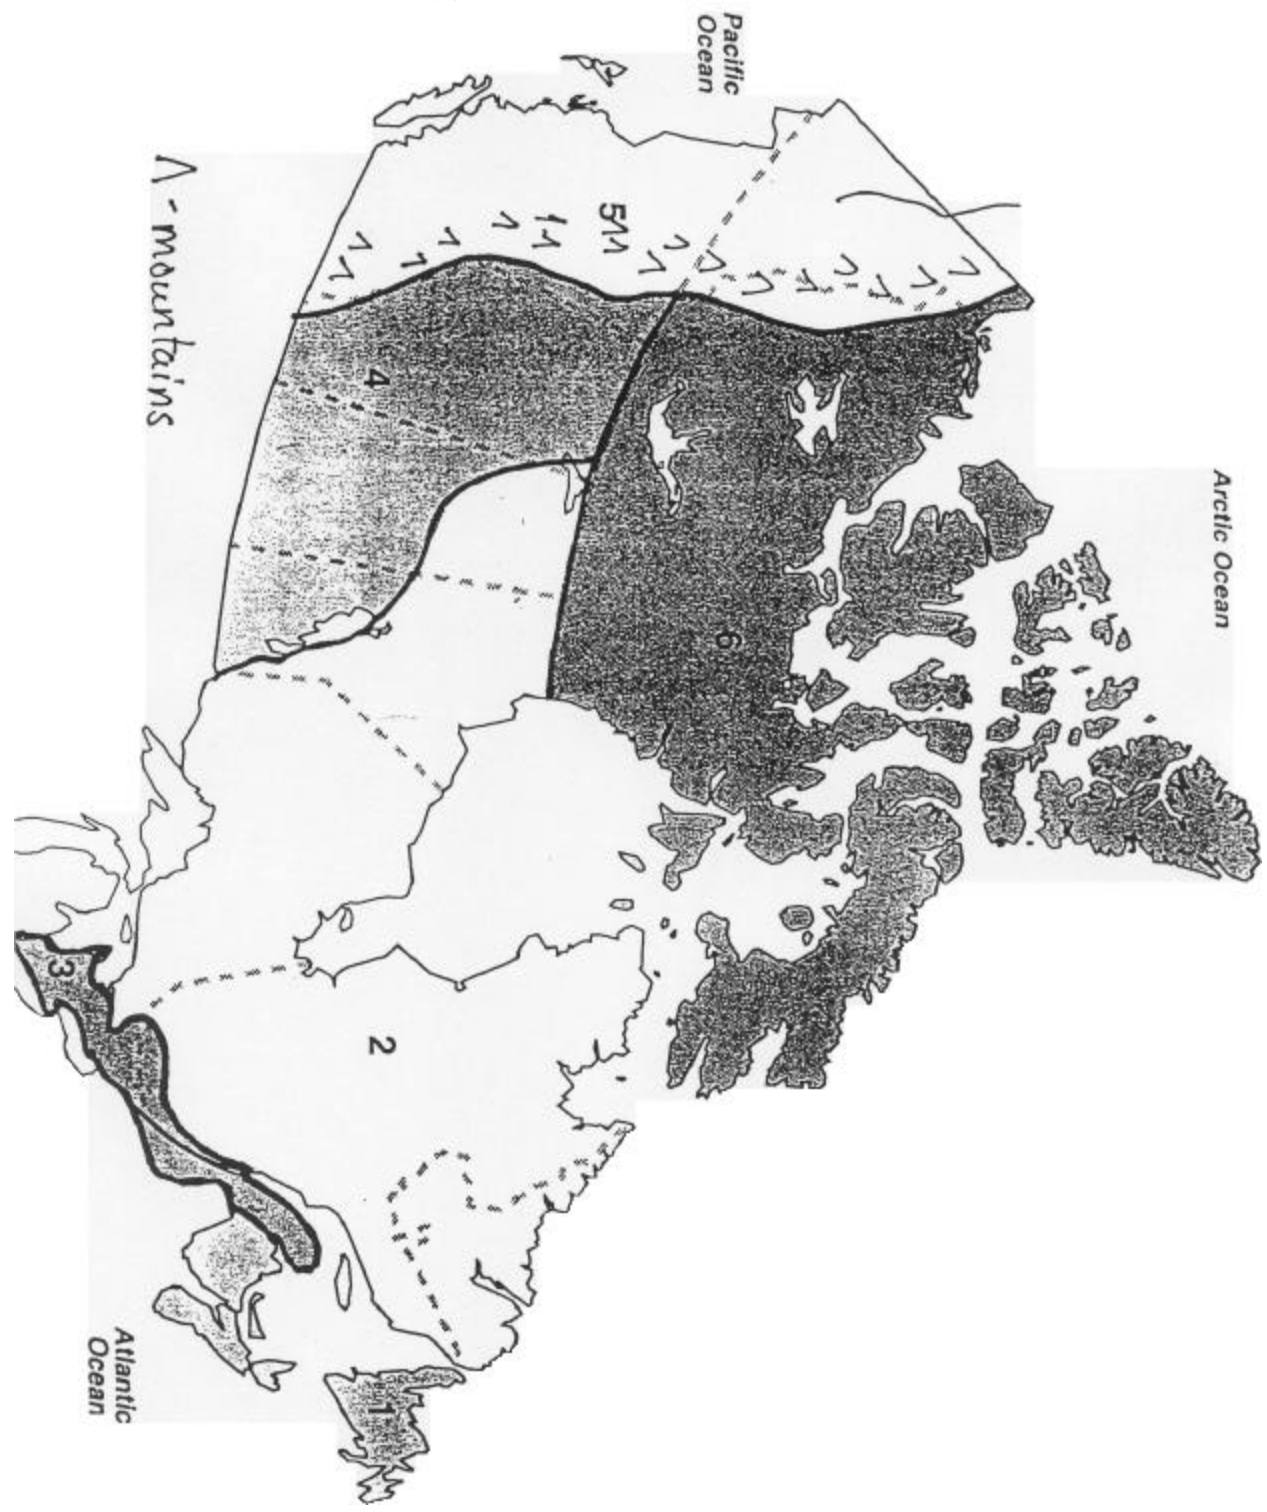 Pacific
Ocean
Arctic Ocean
5
4
6
Λ - mountains
2
3
1
Atlantic
Ocean